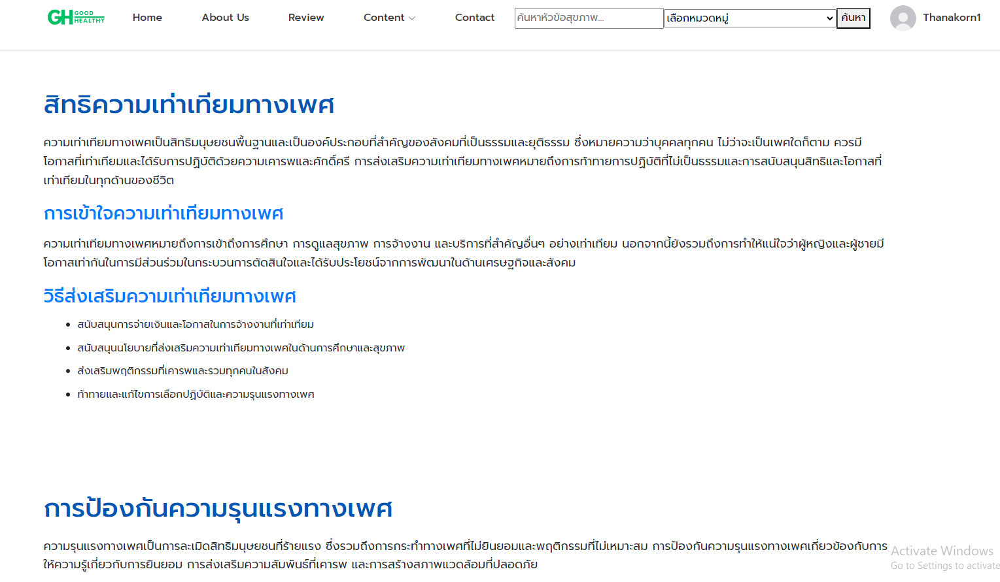 GH GOOD HEALTHY Home About Us Review Content Contact ค้นหาหัวข้อสุขภาพ... เลือกหมวดหมู่ ค้นหา Thanakorn1
สิทธิความเท่าเทียมทางเพศ
ความเท่าเทียมทางเพศเป็นสิทธิมนุษยชนพื้นฐานและเป็นองค์ประกอบที่สำคัญของสังคมที่เป็นธรรมและยุติธรรม ซึ่งหมายความว่าบุคคลทุกคน ไม่ว่าจะเป็นเพศใดก็ตาม ควรมี
โอกาสที่เท่าเทียมและได้รับการปฏิบัติด้วยความเคารพและศักดิ์ศรี การส่งเสริมความเท่าเทียมทางเพศหมายถึงการท้าทายการปฏิบัติที่ไม่เป็นธรรมและการสนับสนุนสิทธิและโอกาสที่
เท่าเทียมในทุกด้านของชีวิต
การเข้าใจความเท่าเทียมทางเพศ
ความเท่าเทียมทางเพศหมายถึงการเข้าถึงการศึกษา การดูแลสุขภาพ การจ้างงาน และบริการที่สำคัญอื่นๆ อย่างเท่าเทียม นอกจากนี้ยังรวมถึงการทำให้แน่ใจว่าผู้หญิงและผู้ชายมี
โอกาสเท่ากันในการมีส่วนร่วมในกระบวนการตัดสินใจและได้รับประโยชน์จากการพัฒนาในด้านเศรษฐกิจและสังคม
วิธีส่งเสริมความเท่าเทียมทางเพศ
• สนับสนุนการจ่ายเงินและโอกาสในการจ้างงานที่เท่าเทียม
• สนับสนุนนโยบายที่ส่งเสริมความเท่าเทียมทางเพศในด้านการศึกษาและสุขภาพ
• ส่งเสริมพฤติกรรมที่เคารพและรวมทุกคนในสังคม
• ท้าทายและแก้ไขการเลือกปฏิบัติและความรุนแรงทางเพศ
การป้องกันความรุนแรงทางเพศ
ความรุนแรงทางเพศเป็นการละเมิดสิทธิมนุษยชนที่ร้ายแรง ซึ่งรวมถึงการกระทำทางเพศที่ไม่ยินยอมและพฤติกรรมที่ไม่เหมาะสม การป้องกันความรุนแรงทางเพศเกี่ยวข้องกับการ
ให้ความรู้เกี่ยวกับการยินยอม การส่งเสริมความสัมพันธ์ที่เคารพ และการสร้างสภาพแวดล้อมที่ปลอดภัย
Activate Windows
Go to Settings to activate